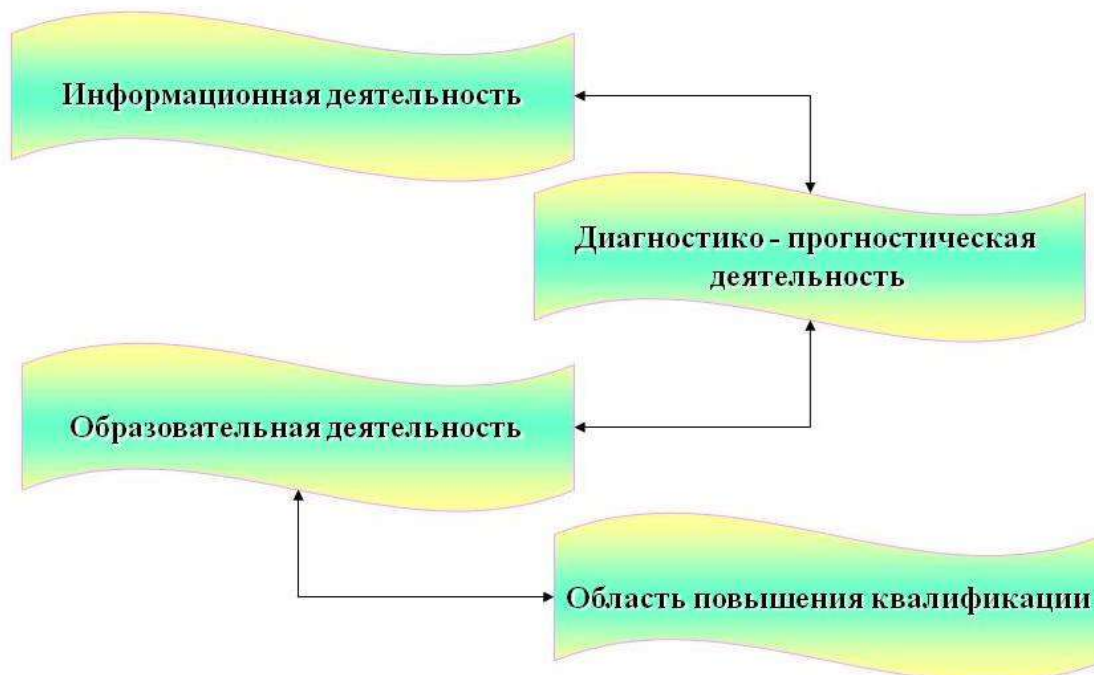 Информационная деятельность
Диагностико - прогностическая
деятельность
Образовательная деятельность
Область повышения квалификации